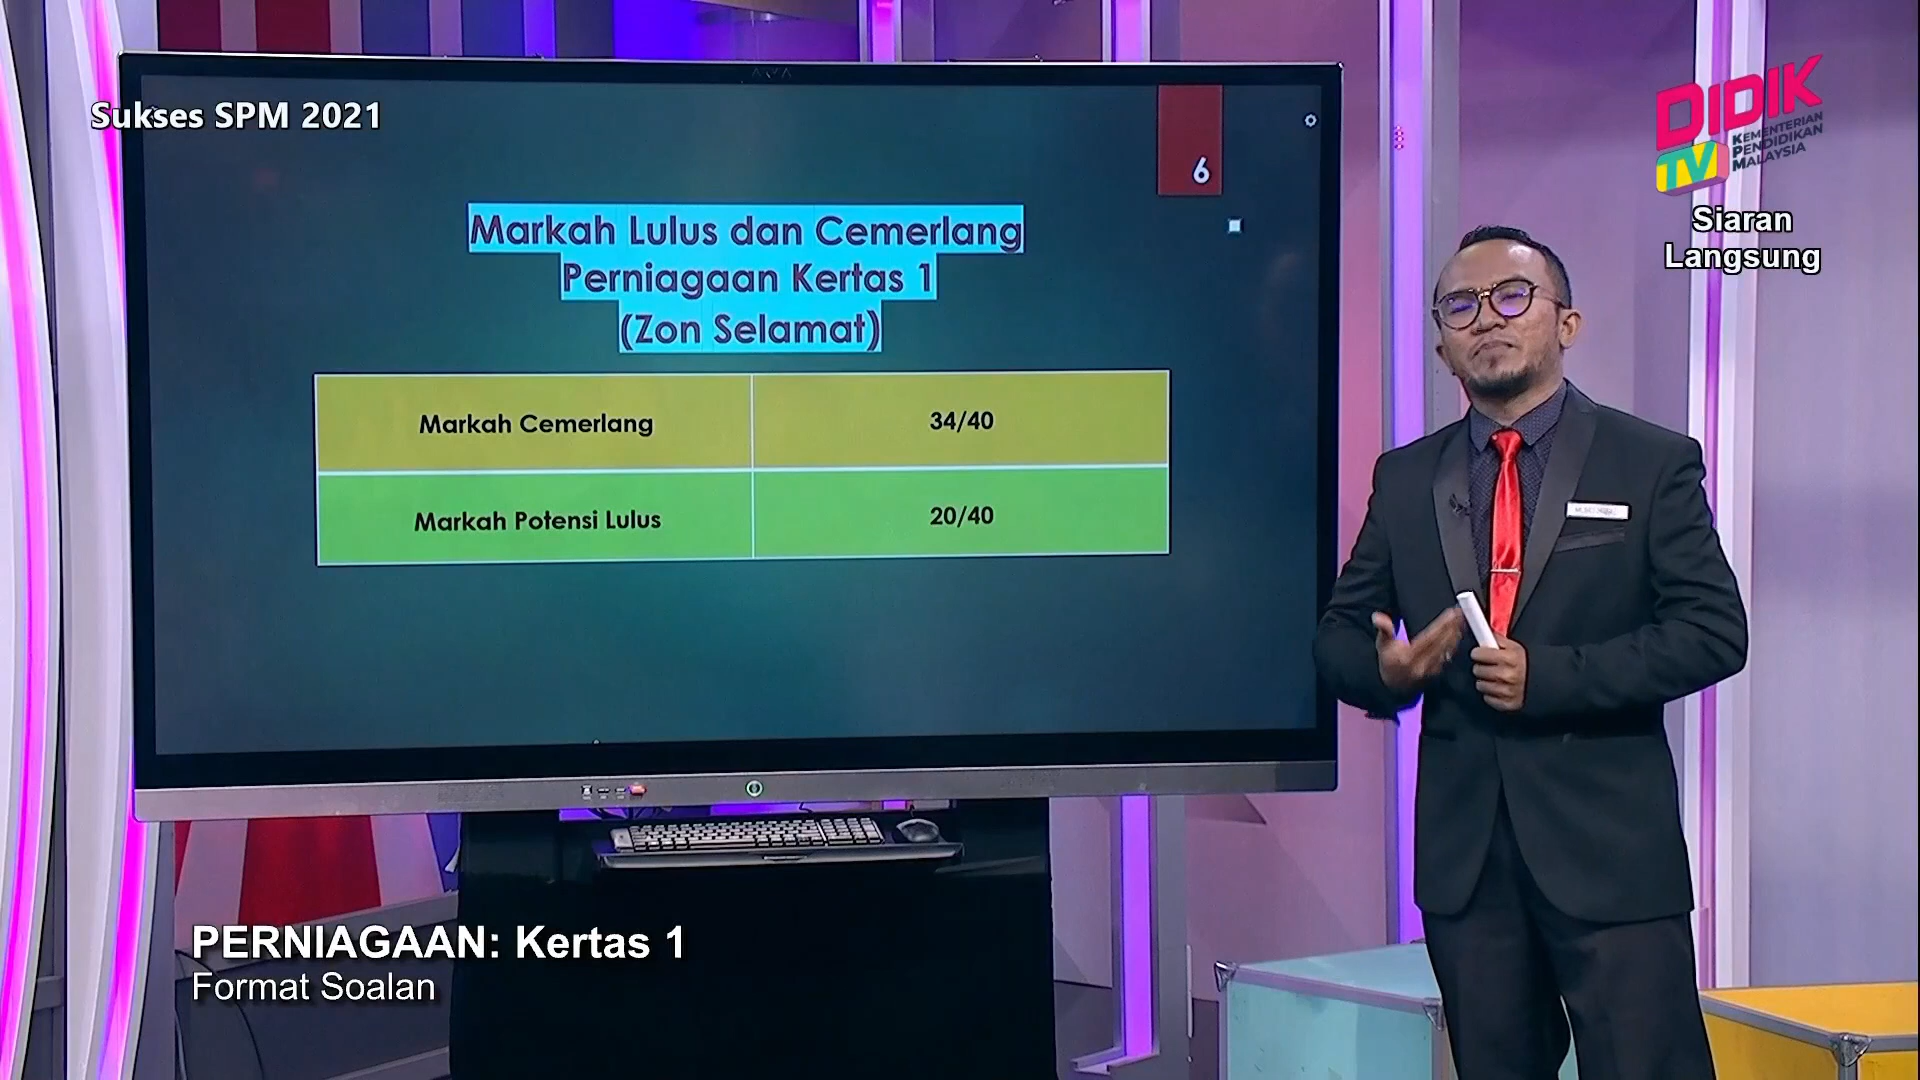 Sukses SPM 2021
6
Markah Lulus dan Cemerlang
Perniagaan Kertas 1
(Zon Selamat)
Markah Cemerlang
34/40
Markah Potensi Lulus
20/40
DIDIK
TV
KEMENTERIAN
PENDIDIKAN
MALAYSIA
Siaran
Langsung
PERNIAGAAN: Kertas 1
Format Soalan